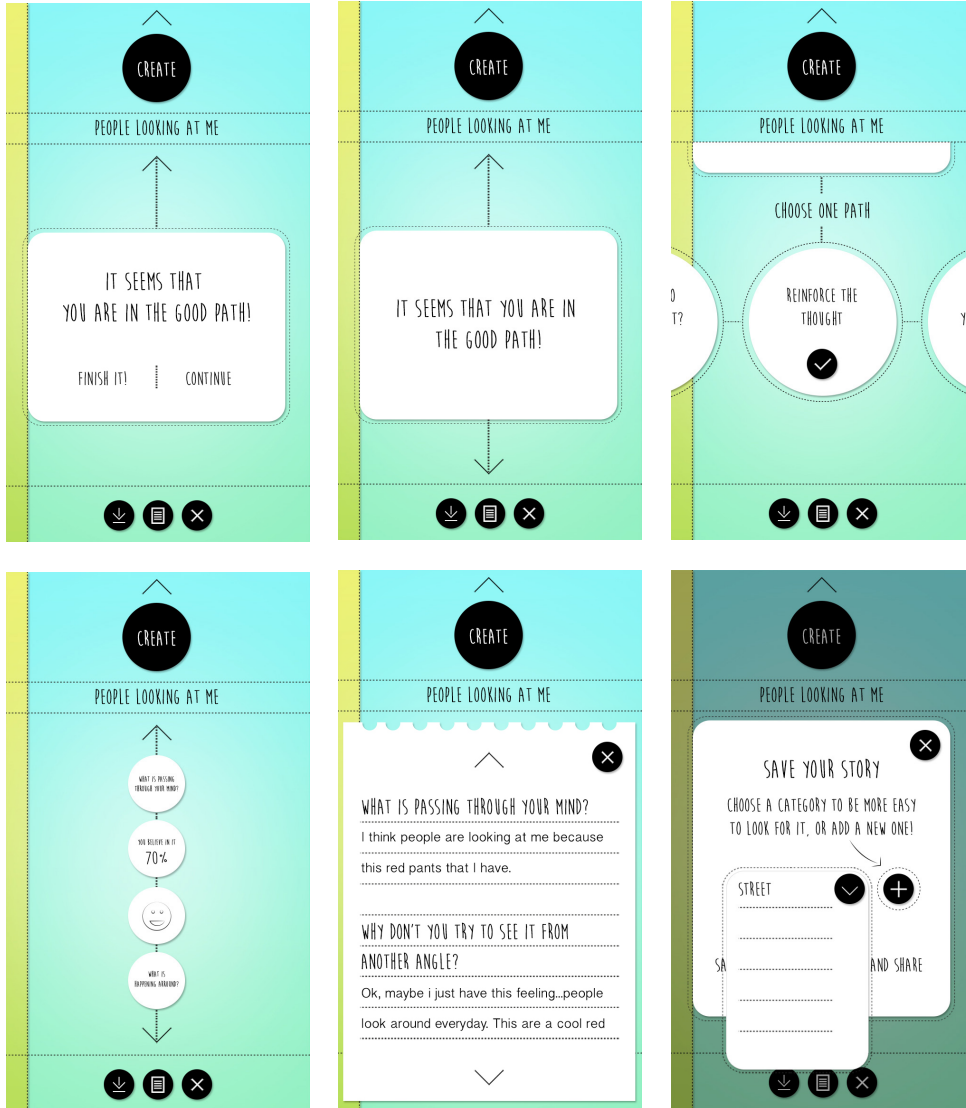 CREATE
PEOPLE LOOKING AT ME
IT SEEMS THAT
YOU ARE IN THE GOOD PATH!
FINISH IT!
CONTINUE
CREATE
PEOPLE LOOKING AT ME
IT SEEMS THAT YOU ARE IN
THE GOOD PATH!
CREATE
PEOPLE LOOKING AT ME
CHOOSE ONE PATH
T?
REINFORCE THE
THOUGHT
Y
CREATE
PEOPLE LOOKING AT ME
WHAT IS PASSING
THROUGH YOUR MIND?
YOU BELIEVE IN IT
70%
WHAT IS
HAPPENING ARROUND?
CREATE
PEOPLE LOOKING AT ME
WHAT IS PASSING THROUGH YOUR MIND?
I think people are looking at me because
this red pants that I have.
WHY DON'T YOU TRY TO SEE IT FROM
ANOTHER ANGLE?
Ok, maybe i just have this feeling...people
look around everyday. This are a cool red
CREATE
PEOPLE LOOKING AT ME
SAVE YOUR STORY
CHOOSE A CATEGORY TO BE MORE EASY
TO LOOK FOR IT, OR ADD A NEW ONE!
STREET
SA
AND SHARE